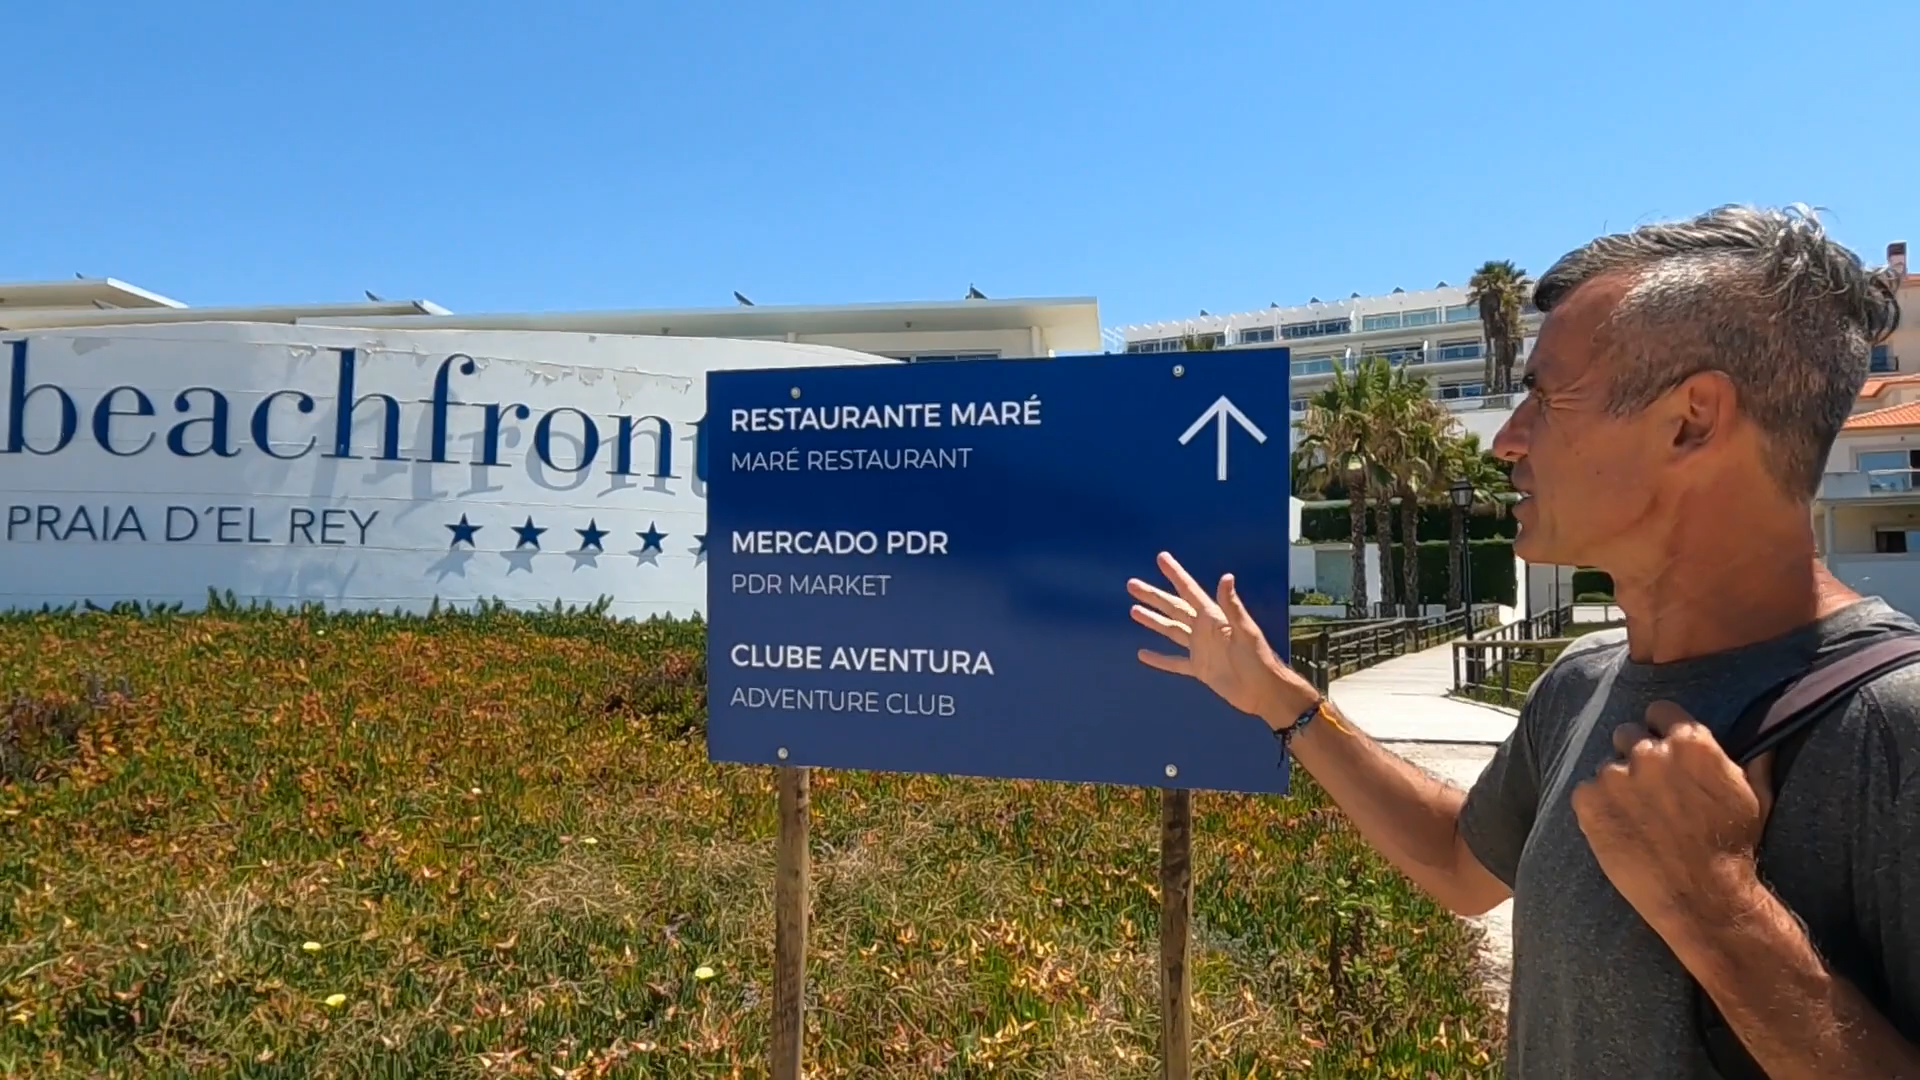 beachfront
PRAIA D´EL REY
RESTAURANTE MARÉ
MARÉ RESTAURANT
MERCADO PDR
PDR MARKET
CLUBE AVENTURA
ADVENTURE CLUB